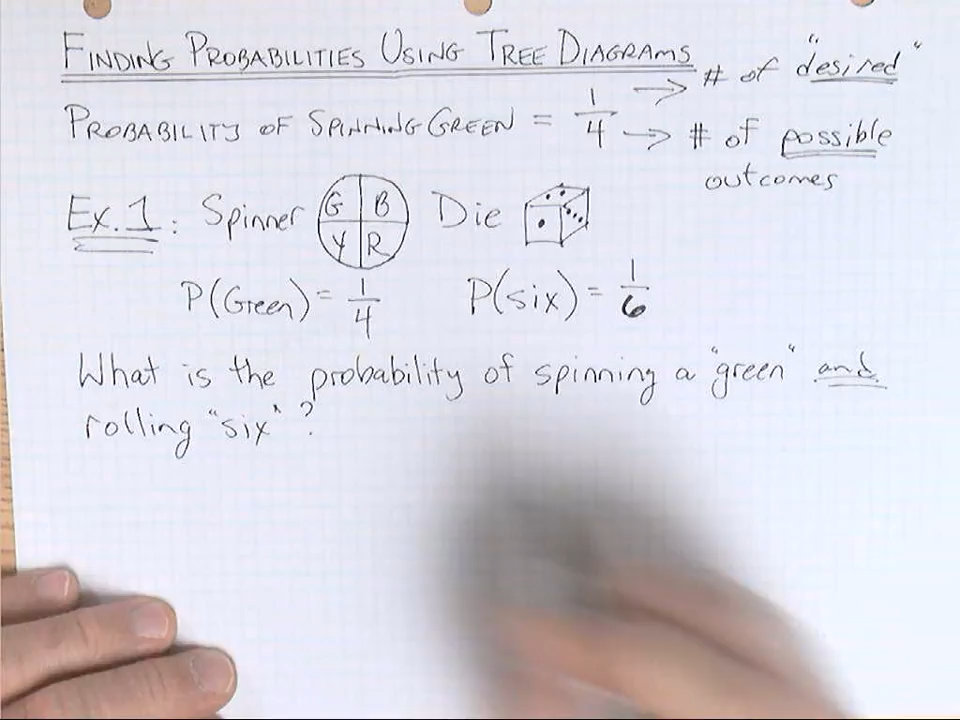 FINDING PROBABILITIES USING TREE DIAGRAMS
PROBABILITY OF SPINNING GREEN = 1/4 → # of "desired"
→ # of possible
outcomes
Ex. 1: Spinner G B Y R Die
P(Green) = 1/4 P(six) = 1/6
What is the probability of spinning a "green" and
rolling "six"?